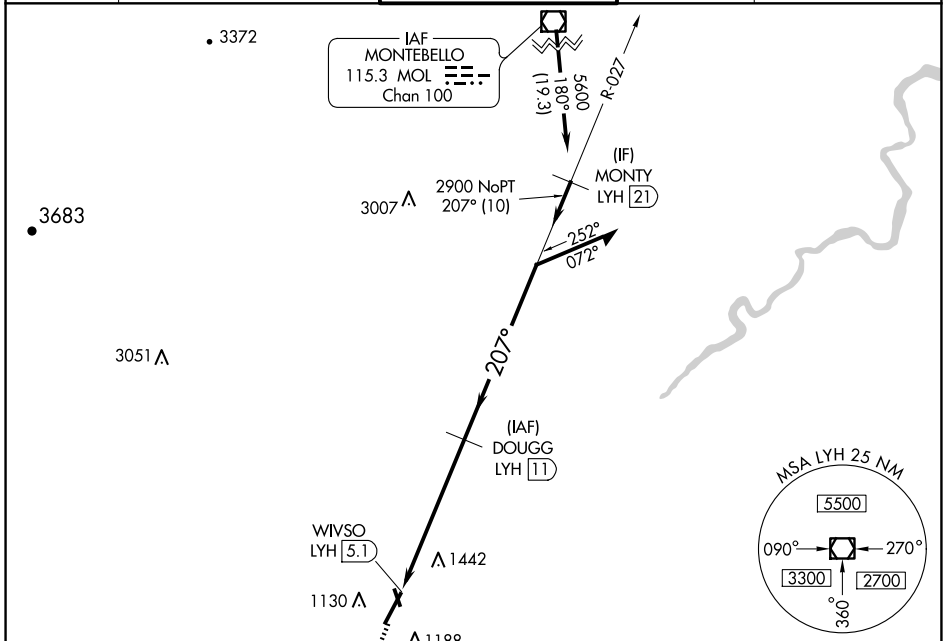 3372
IAF
MONTEBELLO
115.3 MOL
Chan 100
5600
180°
(19.3)
R-027
(IF)
MONTY
LYH 21
2900 NoPT
207° (10)
3007
3683
252°
072°
3051
207°
(IAF)
DOUGG
LYH 11
WIVSO
LYH 5.1
1442
1130
1188
MSA LYH 25 NM
5500
090°
270°
3300
2700
360°